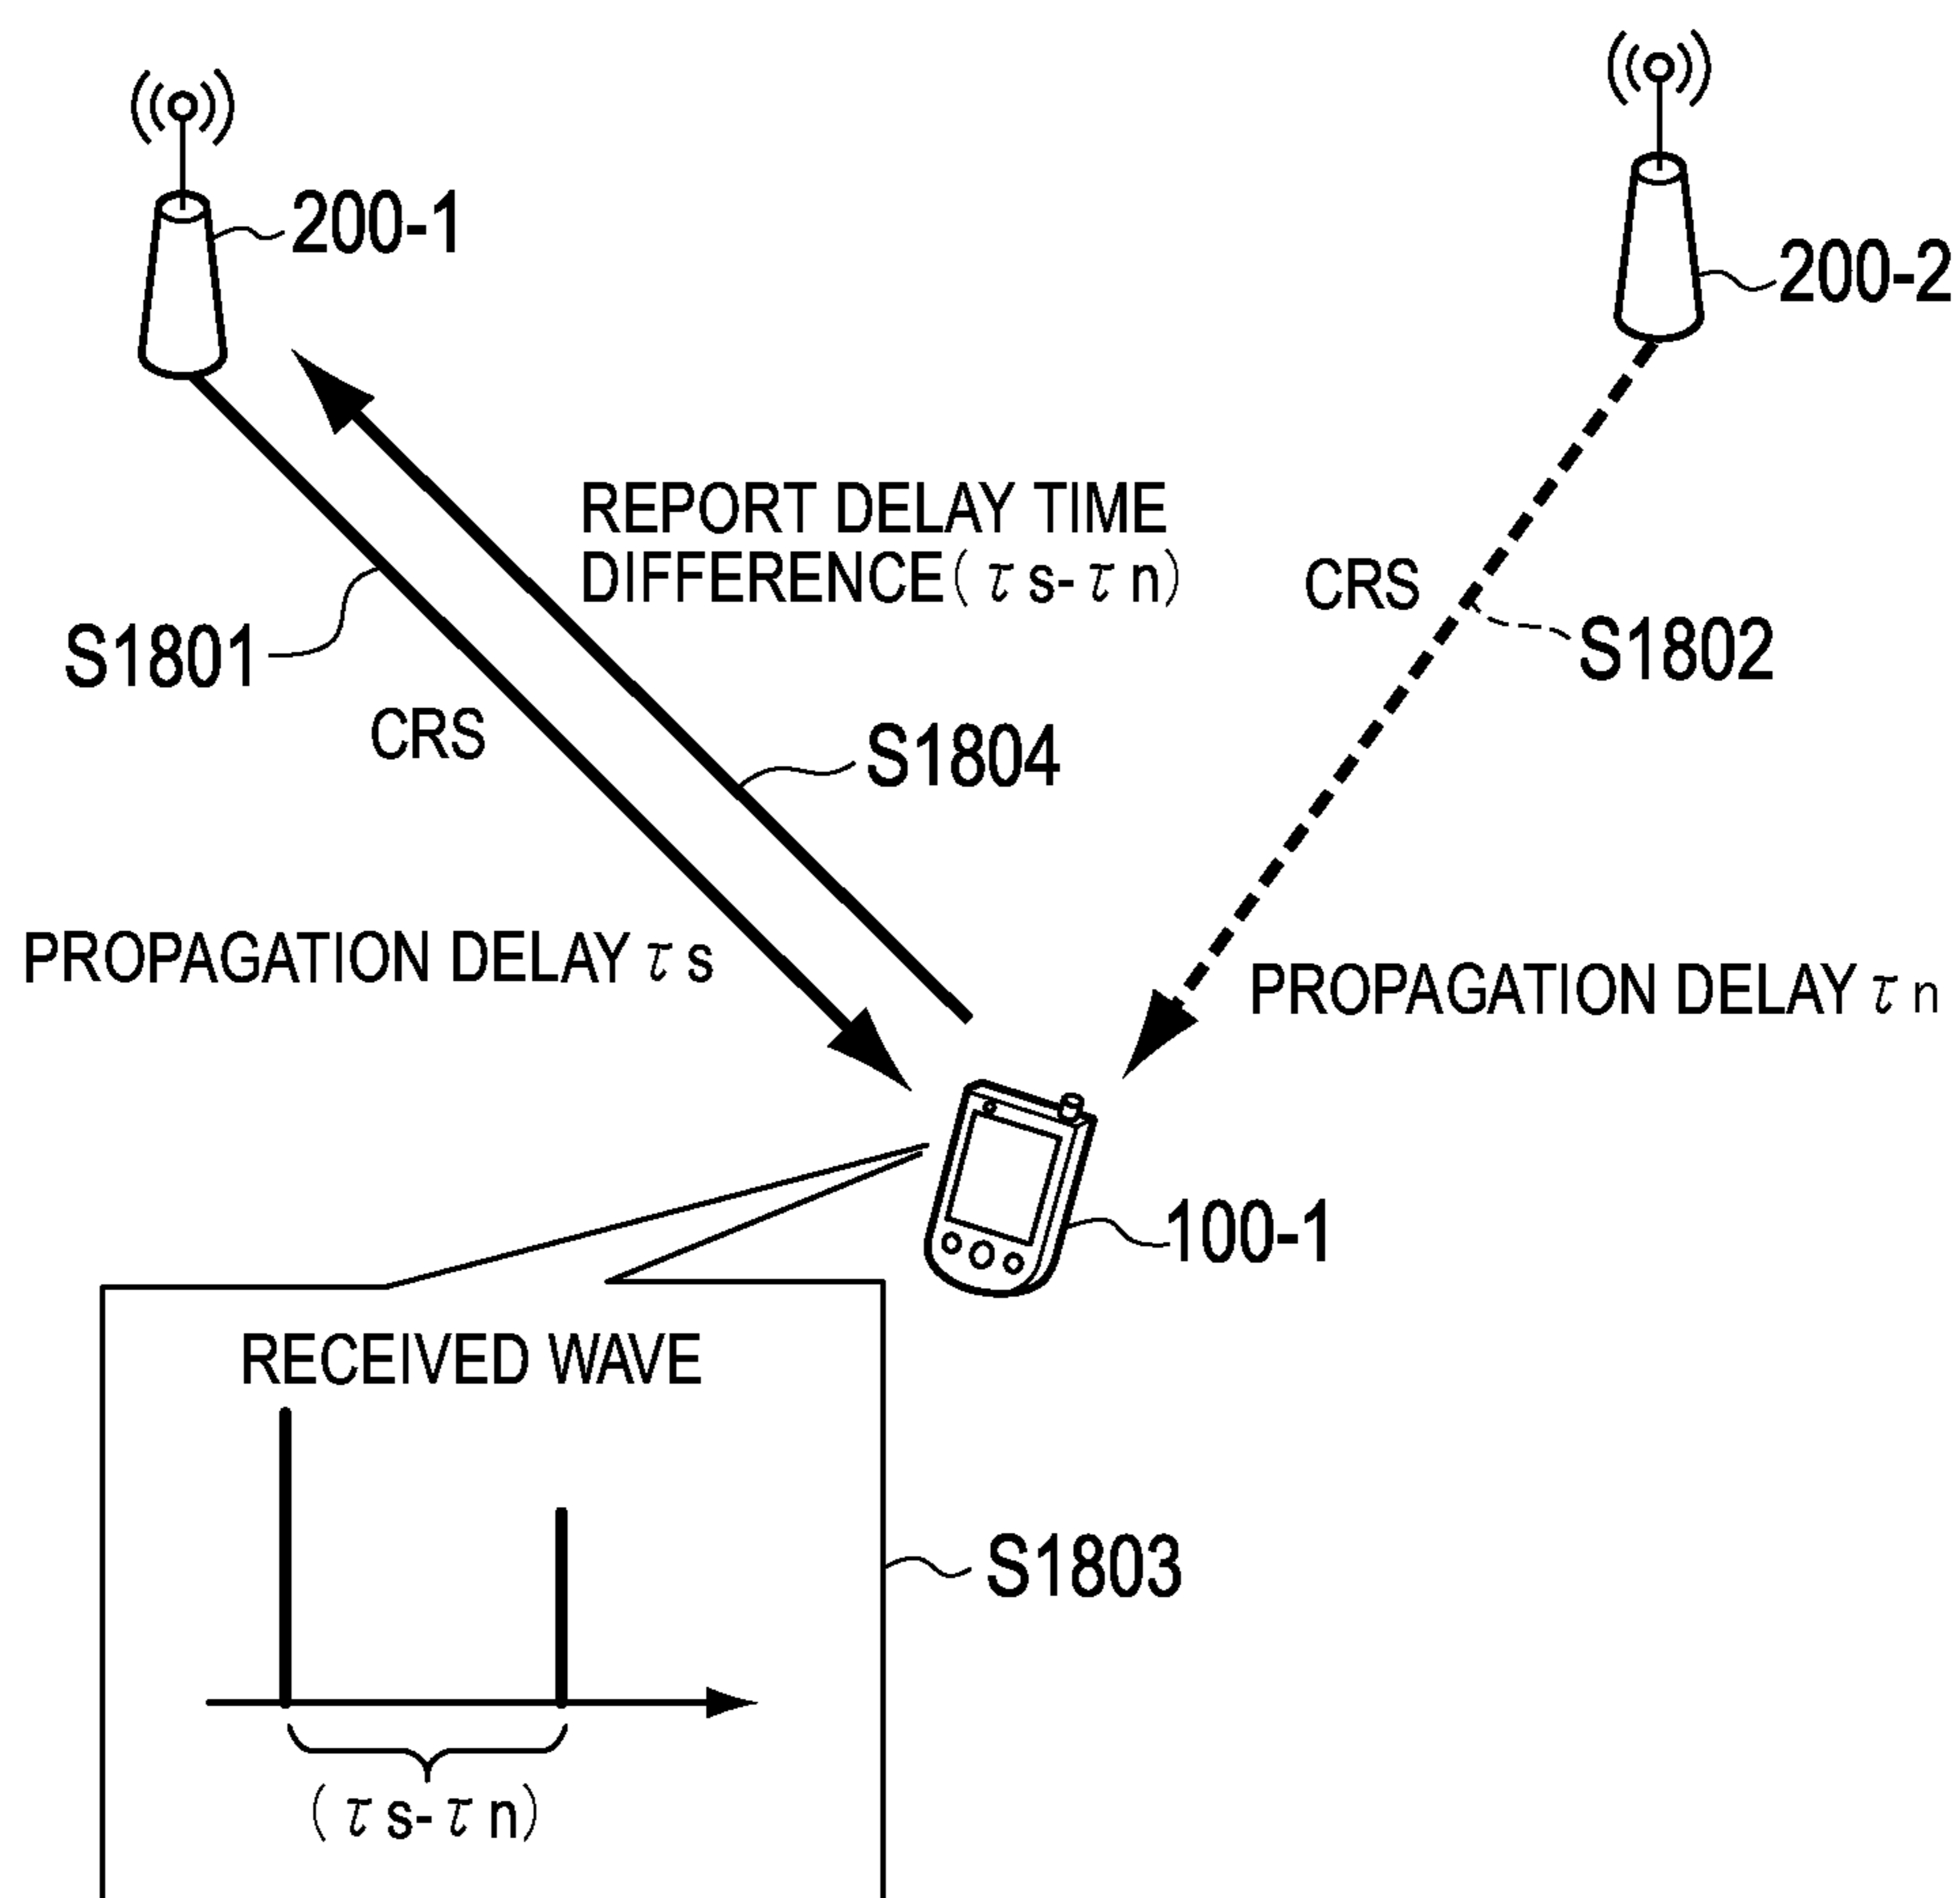 200-1
200-2
REPORT DELAY TIME
DIFFERENCE(τs-τn)
CRS
S1801
S1802
CRS
S1804
PROPAGATION DELAY τs
PROPAGATION DELAY τn
100-1
RECEIVED WAVE
S1803
(τs-τn)